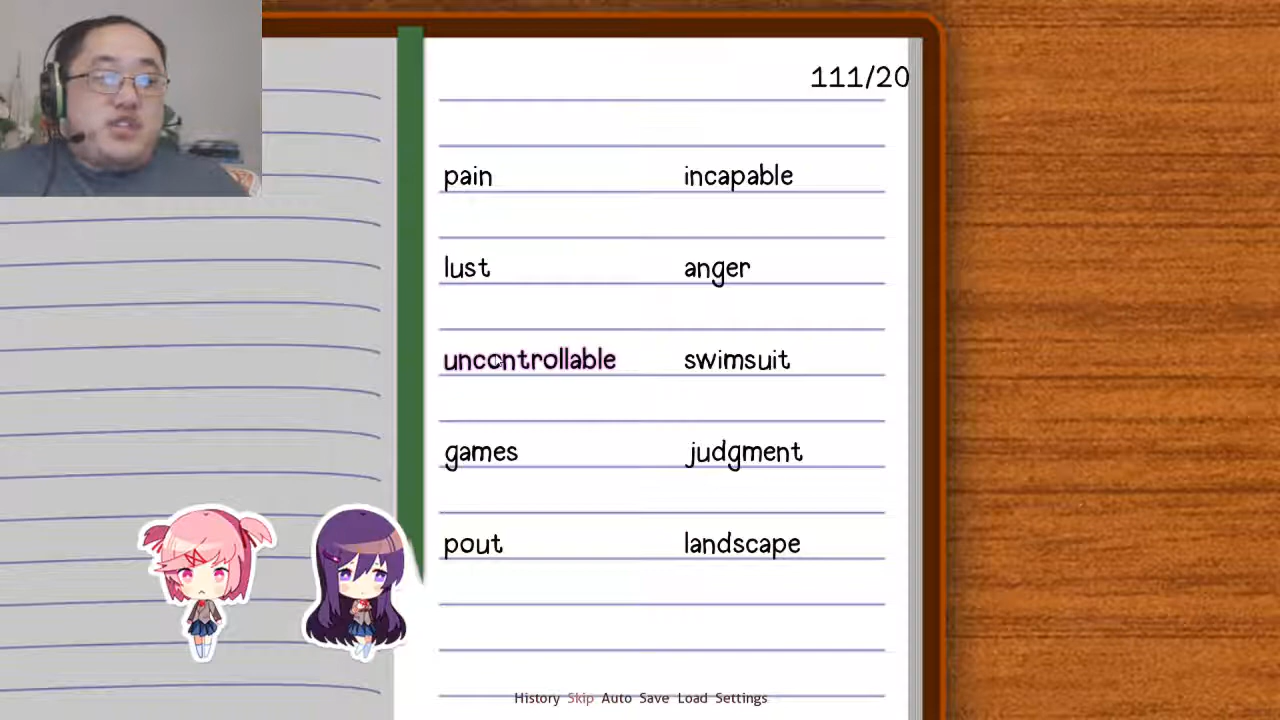 111/20
pain incapable
lust anger
uncontrollable swimsuit
games judgment
pout landscape
History Skip Auto Save Load Settings